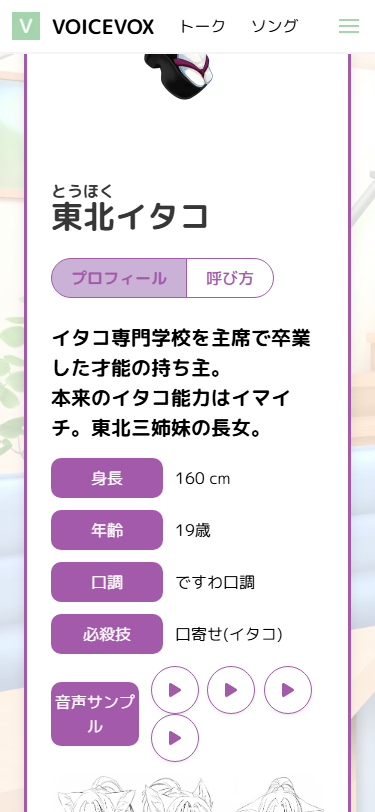 V VOICEVOX トーク ソング
とうほく
東北イタコ
プロフィール 呼び方
イタコ専門学校を主席で卒業
した才能の持ち主。
本来のイタコ能力はイマイ
チ。東北三姉妹の長女。
身長 160 cm
年齢 19歳
口調 ですわ口調
必殺技 口寄せ(イタコ)
音声サンプ
ル